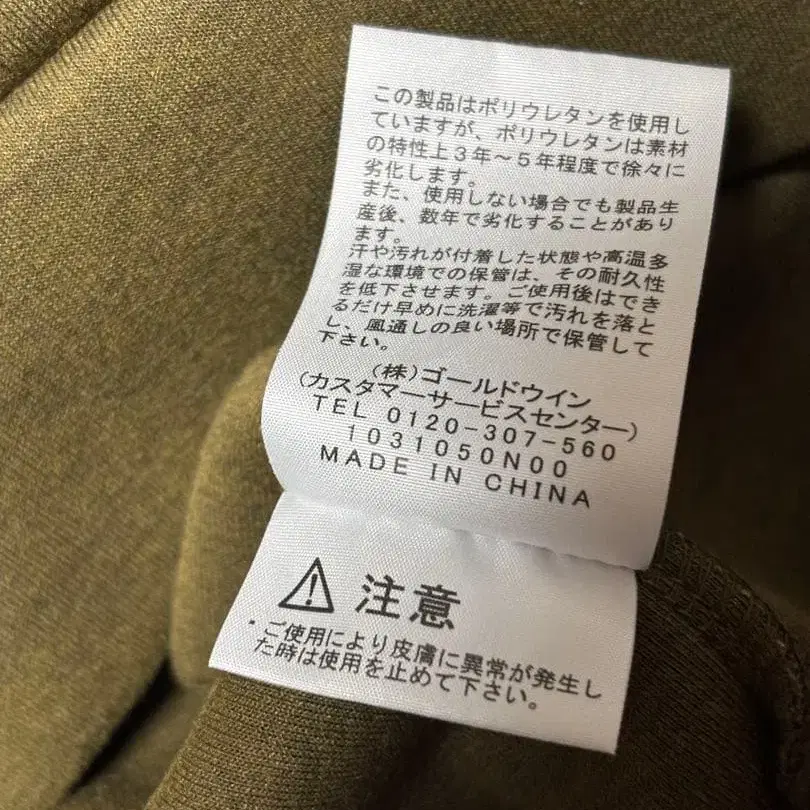 この製品はポリウレタンを使用し
ていますが、ポリウレタンは素材
の特性上3年～5年程度で徐々に
劣化します。
また、使用しない場合でも製品生
産後、数年で劣化することがあり
ます。
汗や汚れが付着した状態や高温多
湿な環境での保管は、その耐久性
を低下させます。ご使用後はでき
るだけ早めに洗濯等で汚れを落と
し、風通しの良い場所で保管して
下さい。
(株)ゴールドウイン
(カスタマーサービスセンター)
TEL 0120-307-560
1031050N00
MADE IN CHINA
注意
・ご使用により皮膚に異常が発生し
た時は使用を止めて下さい。